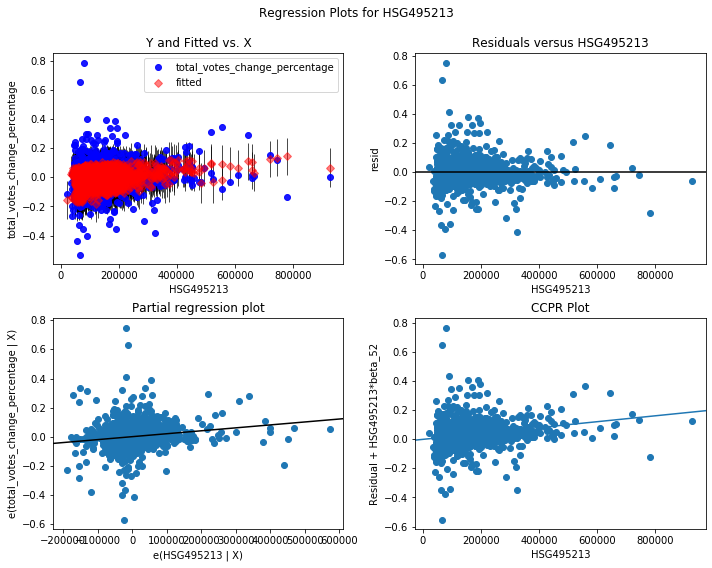 Regression Plots for HSG495213
Y and Fitted vs. X
total_votes_change_percentage
fitted
total_votes_change_percentage
0.8
0.6
0.4
0.2
0.0
−0.2
−0.4
0 200000 400000 600000 800000
HSG495213
Residuals versus HSG495213
resid
0.8
0.6
0.4
0.2
0.0
−0.2
−0.4
−0.6
0 200000 400000 600000 800000
HSG495213
Partial regression plot
e(total_votes_change_percentage | X)
0.8
0.6
0.4
0.2
0.0
−0.2
−0.4
−0.6
−200000 −100000 0 100000 200000 300000 400000 500000 600000
e(HSG495213 | X)
CCPR Plot
Residual + HSG495213*beta_52
0.8
0.6
0.4
0.2
0.0
−0.2
−0.4
−0.6
0 200000 400000 600000 800000
HSG495213